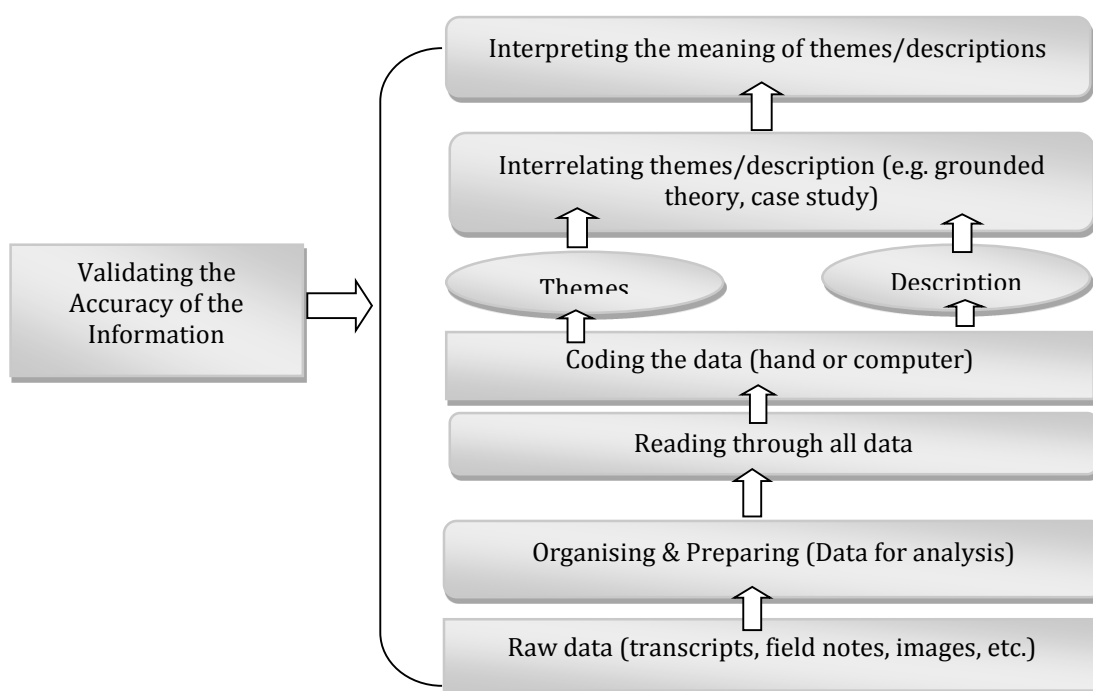 Interpreting the meaning of themes/descriptions
Interrelating themes/description (e.g. grounded
theory, case study)
Validating the
Accuracy of the
Information
Themes
Description
Coding the data (hand or computer)
Reading through all data
Organising & Preparing (Data for analysis)
Raw data (transcripts, field notes, images, etc.)